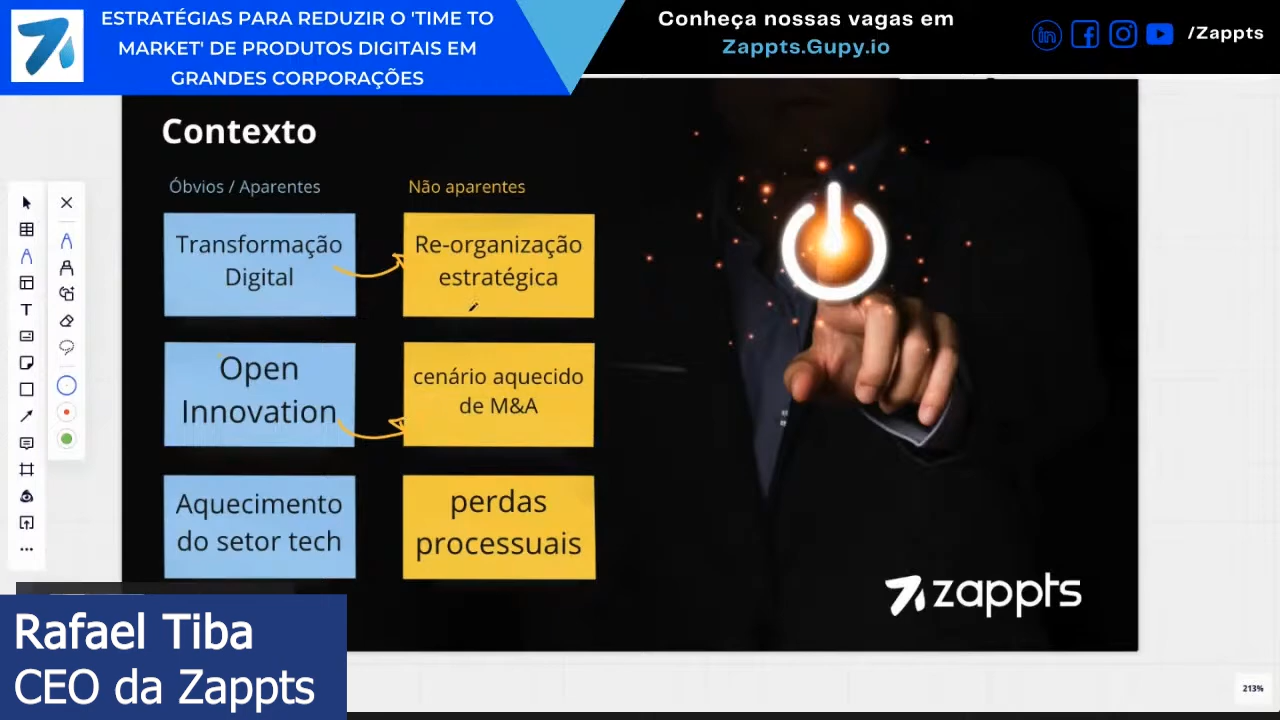 ESTRATÉGIAS PARA REDUZIR O 'TIME TO
MARKET' DE PRODUTOS DIGITAIS EM
GRANDES CORPORAÇÕES
Conheça nossas vagas em
Zappts.Gupy.io
in
/Zappts
Contexto
Óbvios / Aparentes
Não aparentes
Transformação
Digital
Re-organização
estratégica
Open
Innovation
cenário aquecido
de M&A
Aquecimento
do setor tech
perdas
processuais
zappts
T
Rafael Tiba
CEO da Zappts
213%